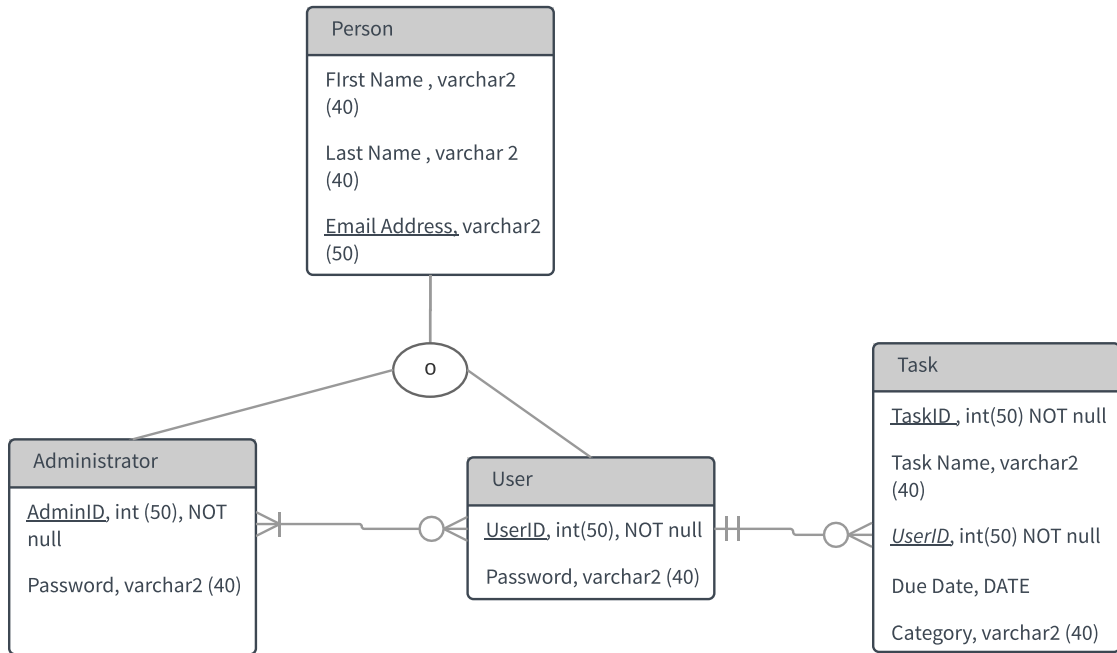 Person
FIrst Name , varchar2
(40)
Last Name , varchar 2
(40)
Email Address, varchar2
(50)
o
Administrator
AdminID, int (50), NOT
null
Password, varchar2 (40)
User
UserID, int(50), NOT null
Password, varchar2 (40)
Task
TaskID , int(50) NOT null
Task Name, varchar2
(40)
UserID, int(50) NOT null
Due Date, DATE
Category, varchar2 (40)